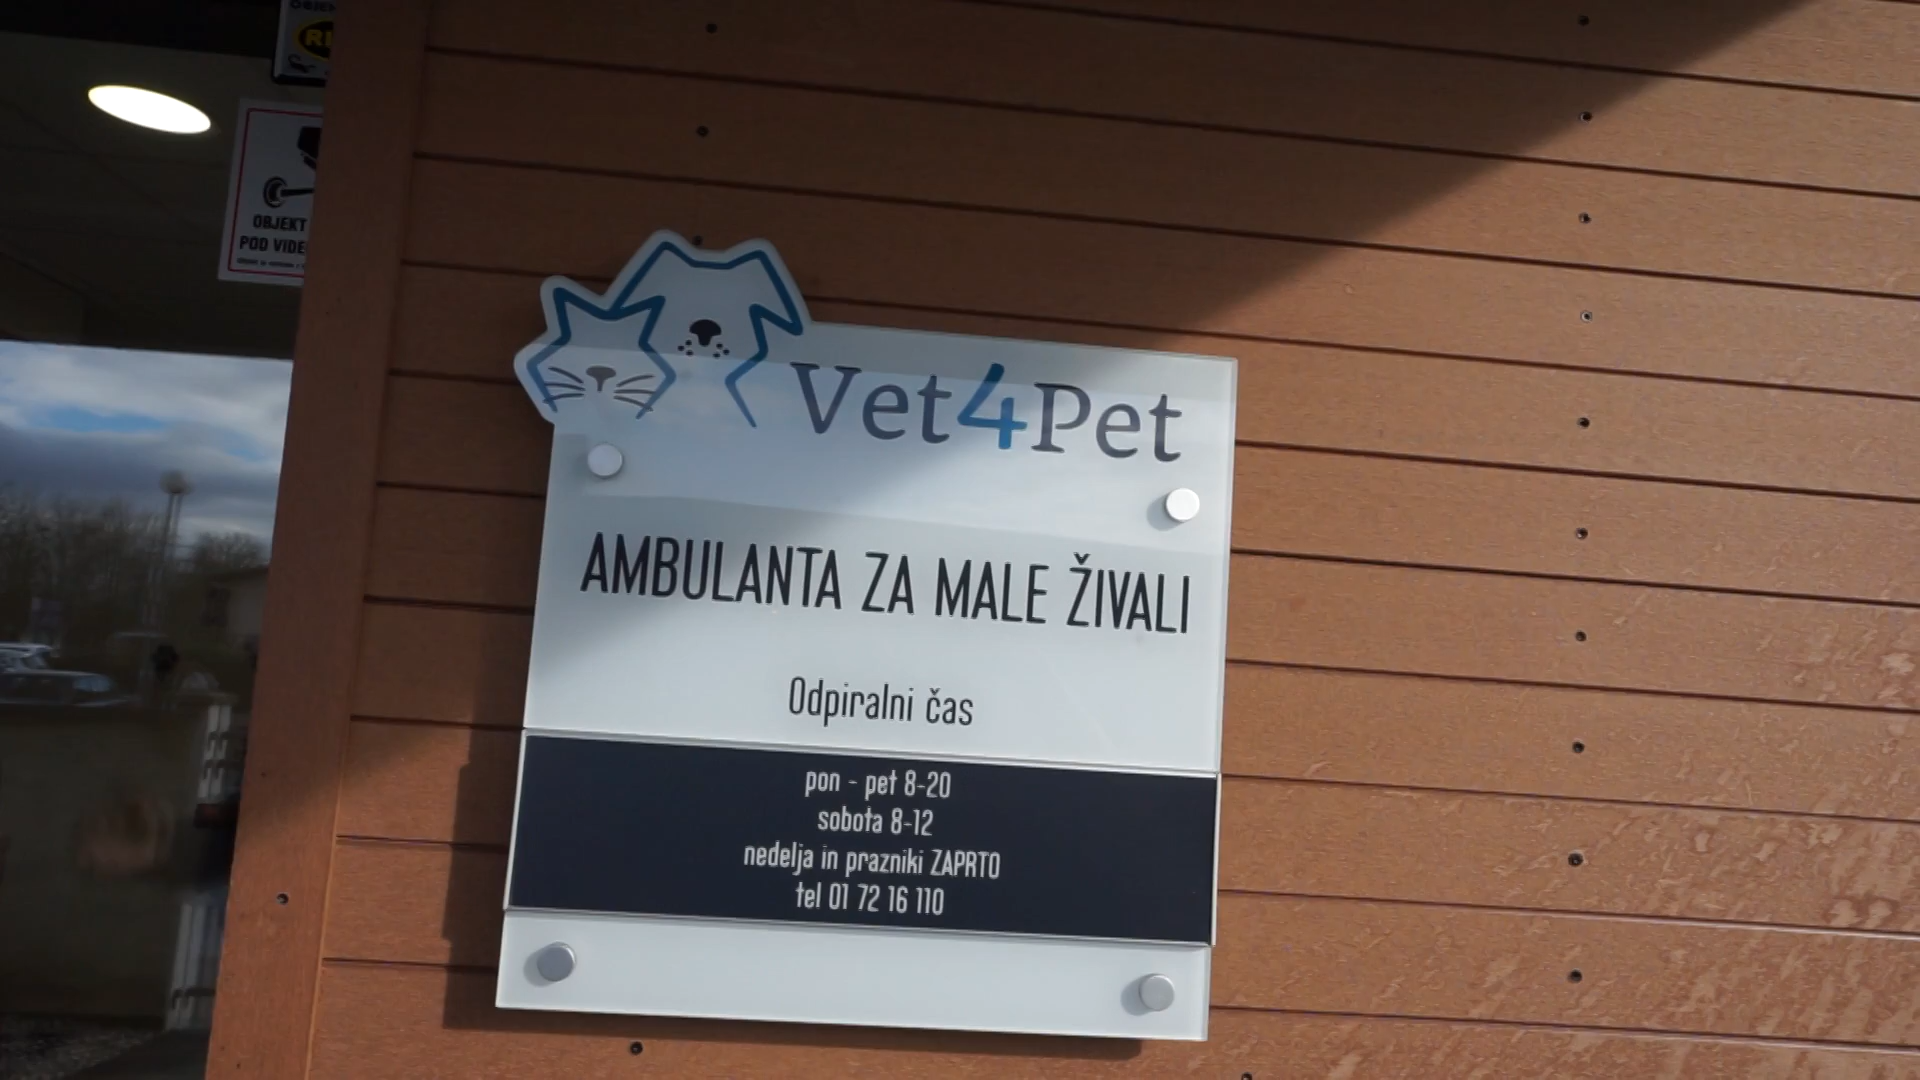 OBJEKT
POD VIDE
Vet4Pet
AMBULANTA ZA MALE ŽIVALI
Odpiralni čas
pon - pet 8-20
sobota 8-12
nedelja in prazniki ZAPRTO
tel 01 72 16 110